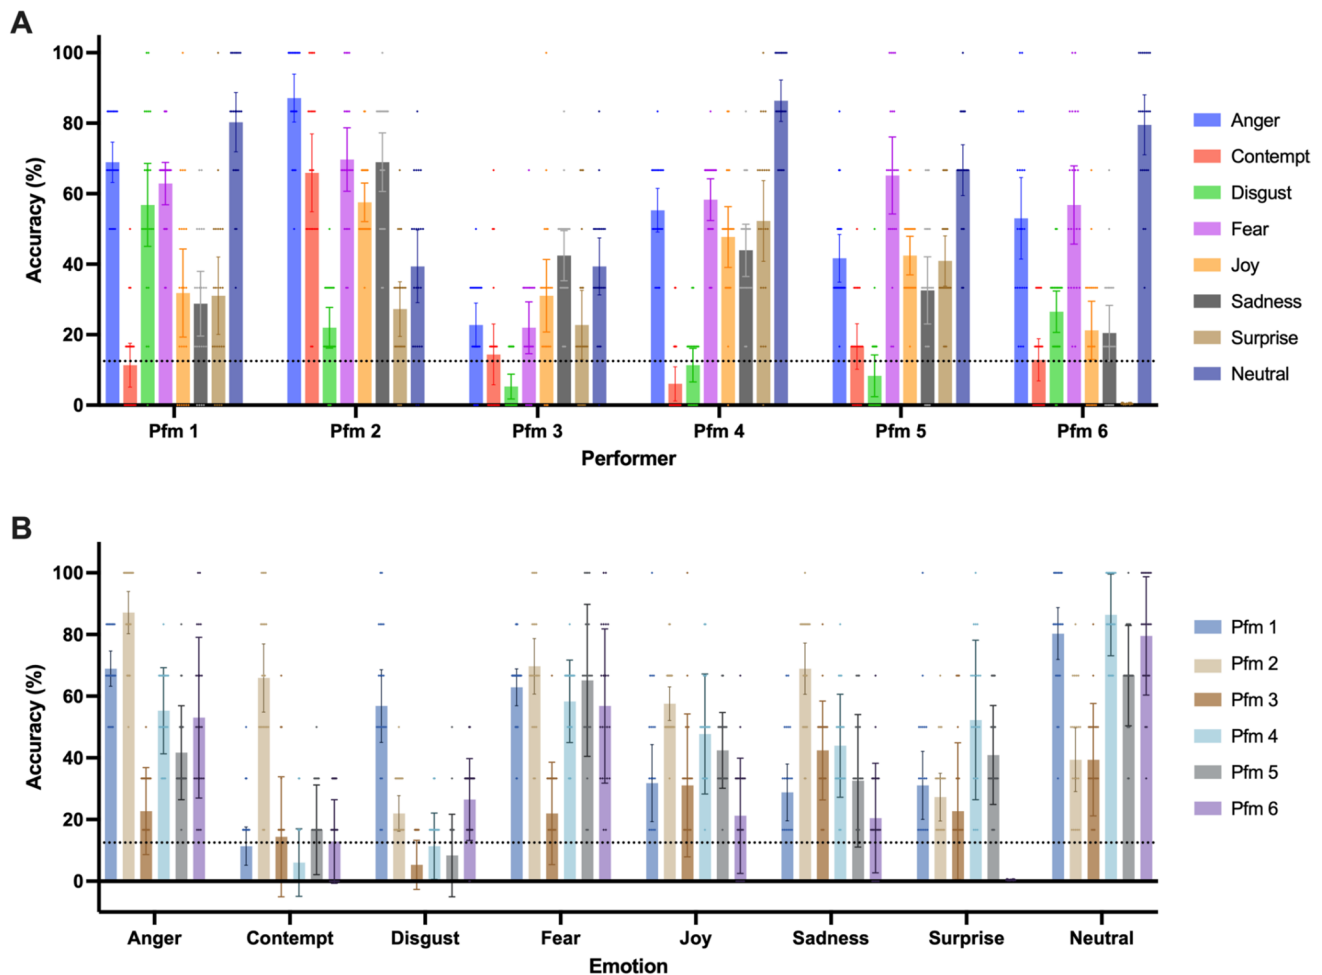 A
Accuracy (%)
100
80
60
40
20
0
Pfm 1 Pfm 2 Pfm 3 Pfm 4 Pfm 5 Pfm 6
Performer
Anger
Contempt
Disgust
Fear
Joy
Sadness
Surprise
Neutral
B
Accuracy (%)
100
80
60
40
20
0
Anger Contempt Disgust Fear Joy Sadness Surprise Neutral
Emotion
Pfm 1
Pfm 2
Pfm 3
Pfm 4
Pfm 5
Pfm 6